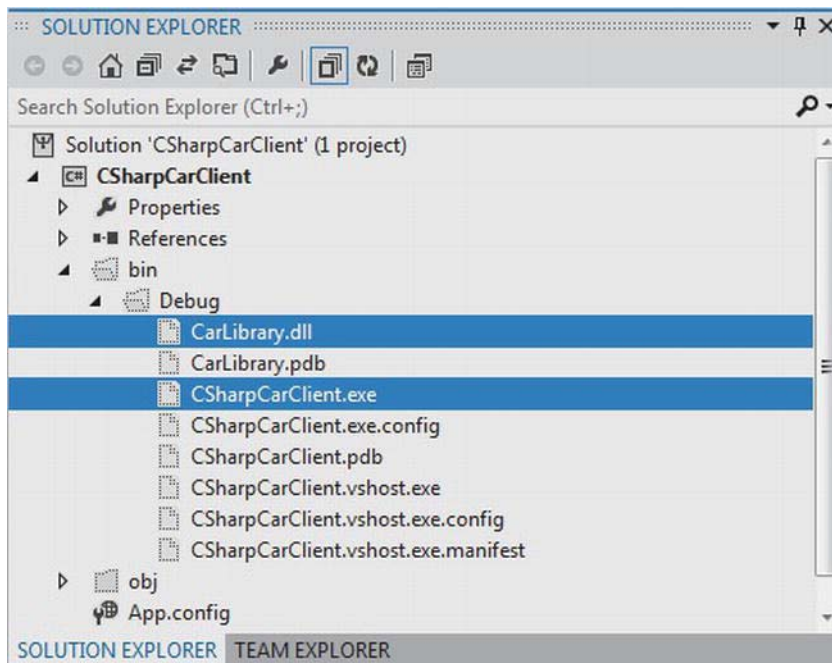 SOLUTION EXPLORER
Search Solution Explorer (Ctrl+;)
Solution 'CSharpCarClient' (1 project)
C# CSharpCarClient
Properties
References
bin
Debug
CarLibrary.dll
CarLibrary.pdb
CSharpCarClient.exe
CSharpCarClient.exe.config
CSharpCarClient.pdb
CSharpCarClient.vshost.exe
CSharpCarClient.vshost.exe.config
CSharpCarClient.vshost.exe.manifest
obj
App.config
SOLUTION EXPLORER TEAM EXPLORER